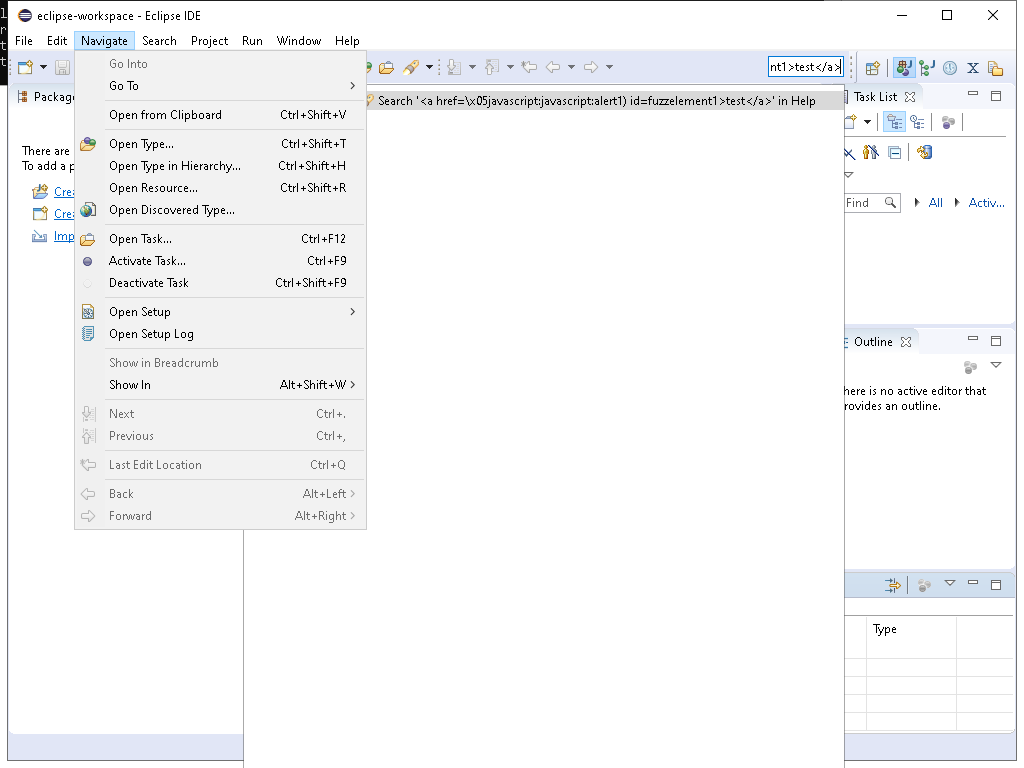 eclipse-workspace - Eclipse IDE
File Edit Navigate Search Project Run Window Help
nt1>test</a>
Go Into
Go To
Open from Clipboard Ctrl+Shift+V
Open Type... Ctrl+Shift+T
Open Type in Hierarchy... Ctrl+Shift+H
Open Resource... Ctrl+Shift+R
Open Discovered Type...
Open Task... Ctrl+F12
Activate Task... Ctrl+F9
Deactivate Task Ctrl+Shift+F9
Open Setup
Open Setup Log
Show in Breadcrumb
Show In Alt+Shift+W
Next Ctrl+.
Previous Ctrl+,
Last Edit Location Ctrl+Q
Back Alt+Left
Forward Alt+Right
Packag
There are
To add a p
Crea
Crea
Imp
Search '<a href=\x05javascript:javascript:alert1) id=fuzzelement1>test</a>' in Help
Task List
Find All Activ...
Outline
here is no active editor that
rovides an outline.
Type